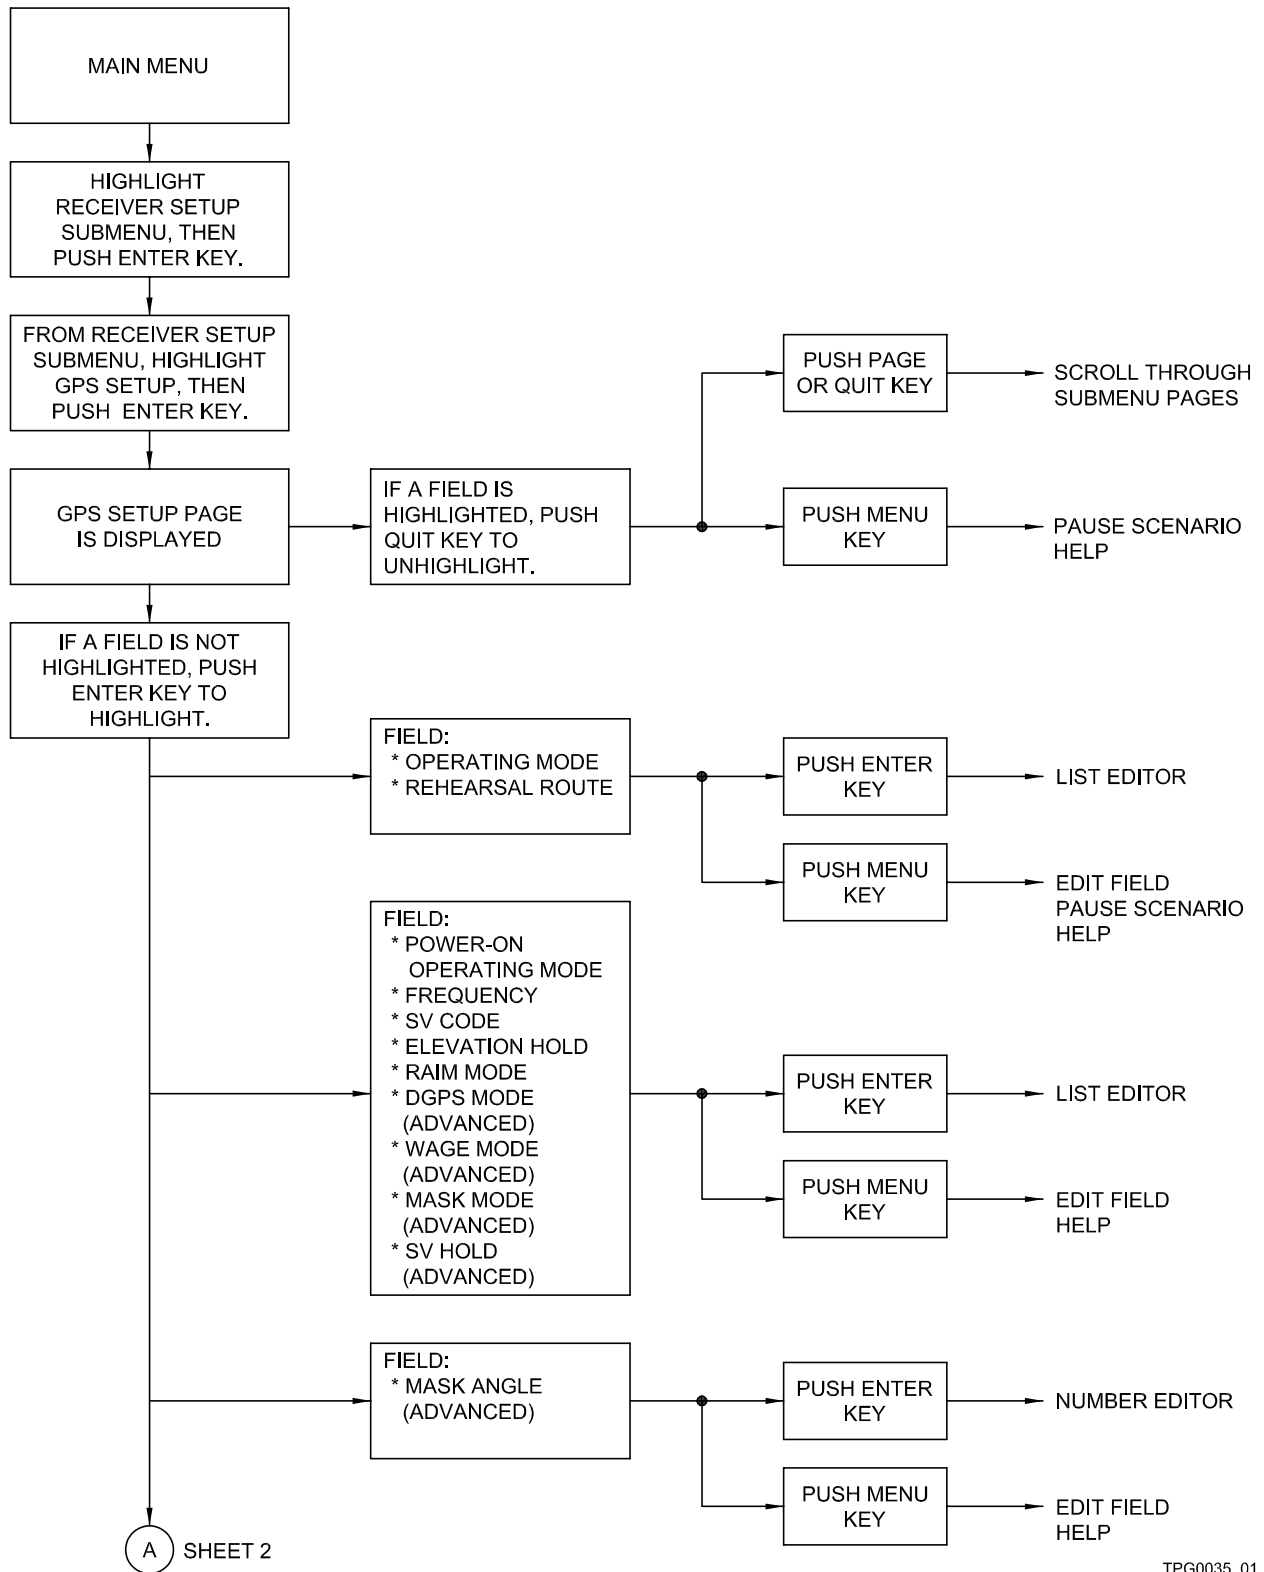 MAIN MENU
HIGHLIGHT
RECEIVER SETUP
SUBMENU, THEN
PUSH ENTER KEY.
FROM RECEIVER SETUP
SUBMENU, HIGHLIGHT
GPS SETUP, THEN
PUSH ENTER KEY.
GPS SETUP PAGE
IS DISPLAYED
IF A FIELD IS
HIGHLIGHTED, PUSH
QUIT KEY TO
UNHIGHLIGHT.
PUSH PAGE
OR QUIT KEY
SCROLL THROUGH
SUBMENU PAGES
PUSH MENU
KEY
PAUSE SCENARIO
HELP
IF A FIELD IS NOT
HIGHLIGHTED, PUSH
ENTER KEY TO
HIGHLIGHT.
FIELD:
* OPERATING MODE
* REHEARSAL ROUTE
PUSH ENTER
KEY
LIST EDITOR
PUSH MENU
KEY
EDIT FIELD
PAUSE SCENARIO
HELP
FIELD:
* POWER-ON
OPERATING MODE
* FREQUENCY
* SV CODE
* ELEVATION HOLD
* RAIM MODE
* DGPS MODE
(ADVANCED)
* WAGE MODE
(ADVANCED)
* MASK MODE
(ADVANCED)
* SV HOLD
(ADVANCED)
PUSH ENTER
KEY
LIST EDITOR
PUSH MENU
KEY
EDIT FIELD
HELP
FIELD:
* MASK ANGLE
(ADVANCED)
PUSH ENTER
KEY
NUMBER EDITOR
PUSH MENU
KEY
EDIT FIELD
HELP
A SHEET 2
TPG0035_01